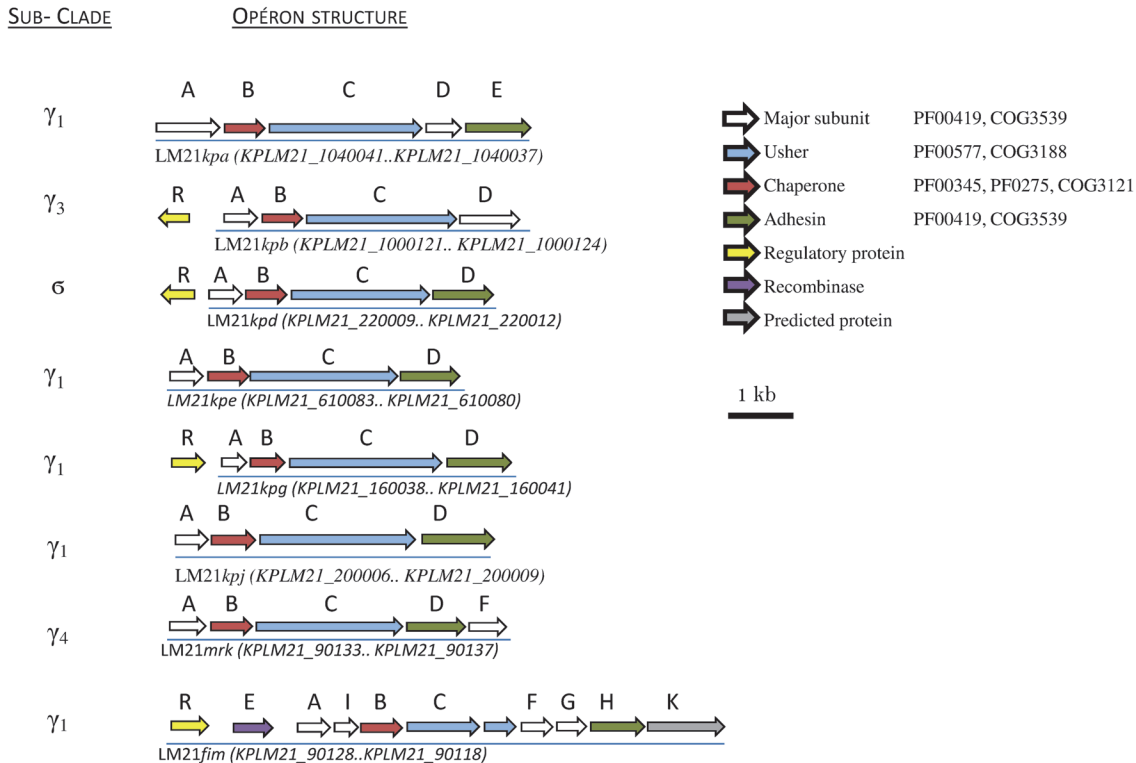 SUB- CLADE OPÉRON STRUCTURE
A B C D E
γ1
LM21kpa (KPLM21_1040041..KPLM21_1040037)
R A B C D
γ3
LM21kpb (KPLM21_1000121.. KPLM21_1000124)
R A B C D
σ
LM21kpd (KPLM21_220009.. KPLM21_220012)
A B C D
γ1
LM21kpe (KPLM21_610083.. KPLM21_610080)
R A B C D
γ1
LM21kpg (KPLM21_160038.. KPLM21_160041)
A B C D
γ1
LM21kpj (KPLM21_200006.. KPLM21_200009)
A B C D F
γ4
LM21mrk (KPLM21_90133.. KPLM21_90137)
R E A I B C F G H K
γ1
LM21fim (KPLM21_90128..KPLM21_90118)
Major subunit PF00419, COG3539
Usher PF00577, COG3188
Chaperone PF00345, PF0275, COG3121
Adhesin PF00419, COG3539
Regulatory protein
Recombinase
Predicted protein
1 kb